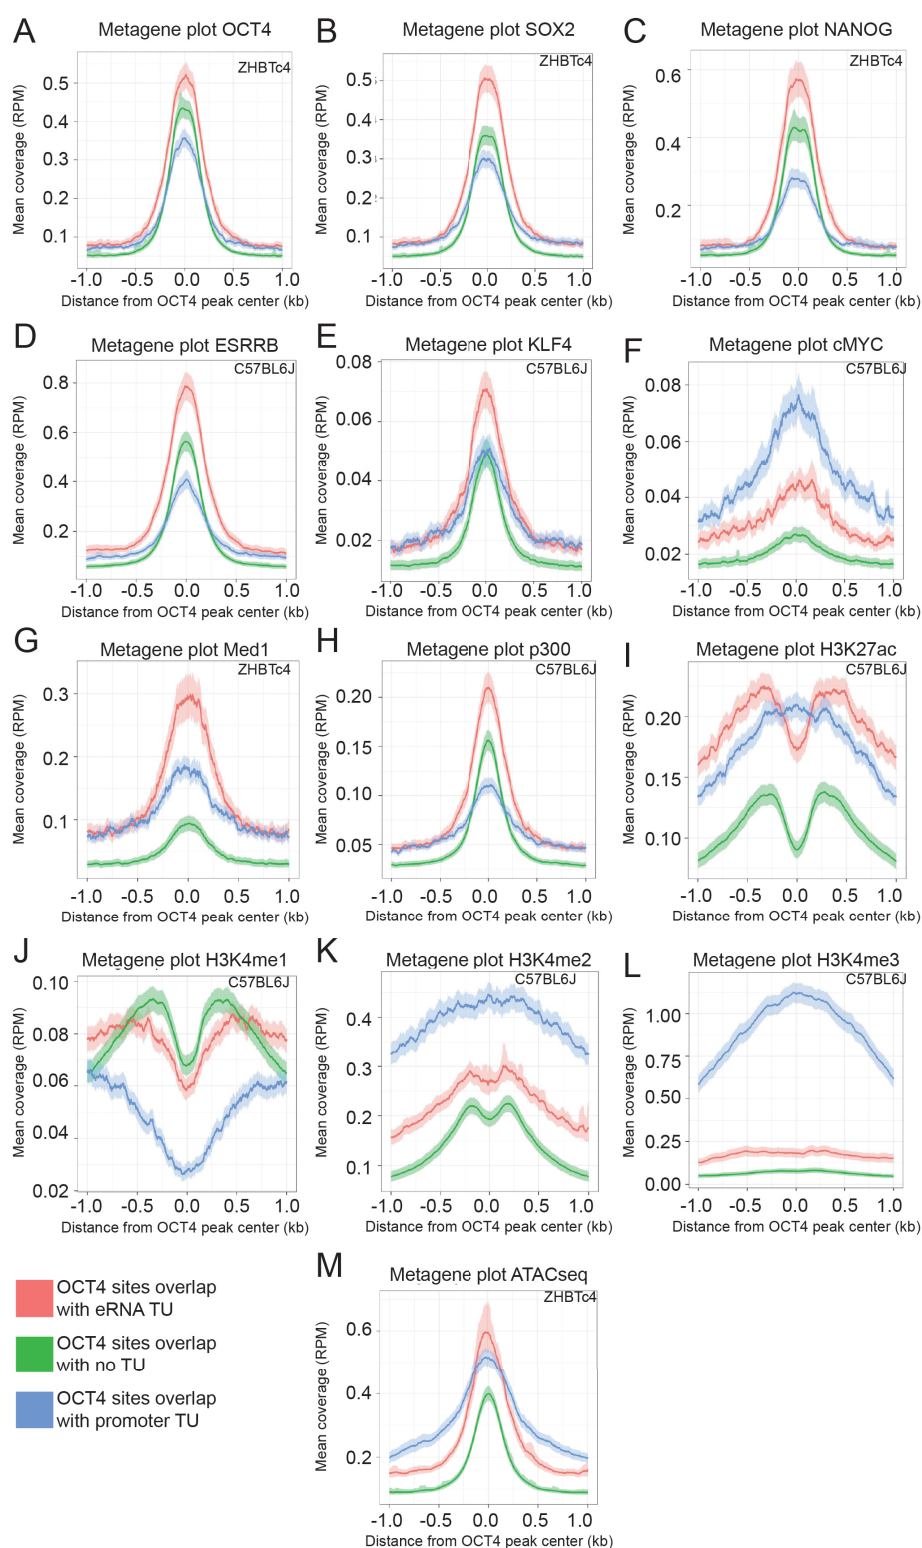 A
Metagene plot OCT4
ZHBTc4
Mean coverage (RPM)
0.5
0.4
0.3
0.2
0.1
-1.0 -0.5 0.0 0.5 1.0
Distance from OCT4 peak center (kb)
B
Metagene plot SOX2
ZHBTc4
Mean coverage (RPM)
0.5
0.4
0.3
0.2
0.1
-1.0 -0.5 0.0 0.5 1.0
Distance from OCT4 peak center (kb)
C
Metagene plot NANOG
ZHBTc4
Mean coverage (RPM)
0.6
0.4
0.2
-1.0 -0.5 0.0 0.5 1.0
Distance from OCT4 peak center (kb)
D
Metagene plot ESRRB
C57BL6J
Mean coverage (RPM)
0.8
0.6
0.4
0.2
-1.0 -0.5 0.0 0.5 1.0
Distance from OCT4 peak center (kb)
E
Metagene plot KLF4
C57BL6J
Mean coverage (RPM)
0.08
0.06
0.04
0.02
-1.0 -0.5 0.0 0.5 1.0
Distance from OCT4 peak center (kb)
F
Metagene plot cMYC
C57BL6J
Mean coverage (RPM)
0.08
0.06
0.04
0.02
-1.0 -0.5 0.0 0.5 1.0
Distance from OCT4 peak center (kb)
G
Metagene plot Med1
ZHBTc4
Mean coverage (RPM)
0.3
0.2
0.1
-1.0 -0.5 0.0 0.5 1.0
Distance from OCT4 peak center (kb)
H
Metagene plot p300
C57BL6J
Mean coverage (RPM)
0.20
0.15
0.10
0.05
-1.0 -0.5 0.0 0.5 1.0
Distance from OCT4 peak center (kb)
I
Metagene plot H3K27ac
C57BL6J
Mean coverage (RPM)
0.20
0.15
0.10
-1.0 -0.5 0.0 0.5 1.0
Distance from OCT4 peak center (kb)
J
Metagene plot H3K4me1
C57BL6J
Mean coverage (RPM)
0.10
0.08
0.06
0.04
0.02
-1.0 -0.5 0.0 0.5 1.0
Distance from OCT4 peak center (kb)
K
Metagene plot H3K4me2
C57BL6J
Mean coverage (RPM)
0.4
0.3
0.2
0.1
-1.0 -0.5 0.0 0.5 1.0
Distance from OCT4 peak center (kb)
L
Metagene plot H3K4me3
C57BL6J
Mean coverage (RPM)
1.00
0.75
0.50
0.25
0.00
-1.0 -0.5 0.0 0.5 1.0
Distance from OCT4 peak center (kb)
OCT4 sites overlap
with eRNA TU
OCT4 sites overlap
with no TU
OCT4 sites overlap
with promoter TU
M
Metagene plot ATACseq
ZHBTc4
Mean coverage (RPM)
0.6
0.4
0.2
-1.0 -0.5 0.0 0.5 1.0
Distance from OCT4 peak center (kb)